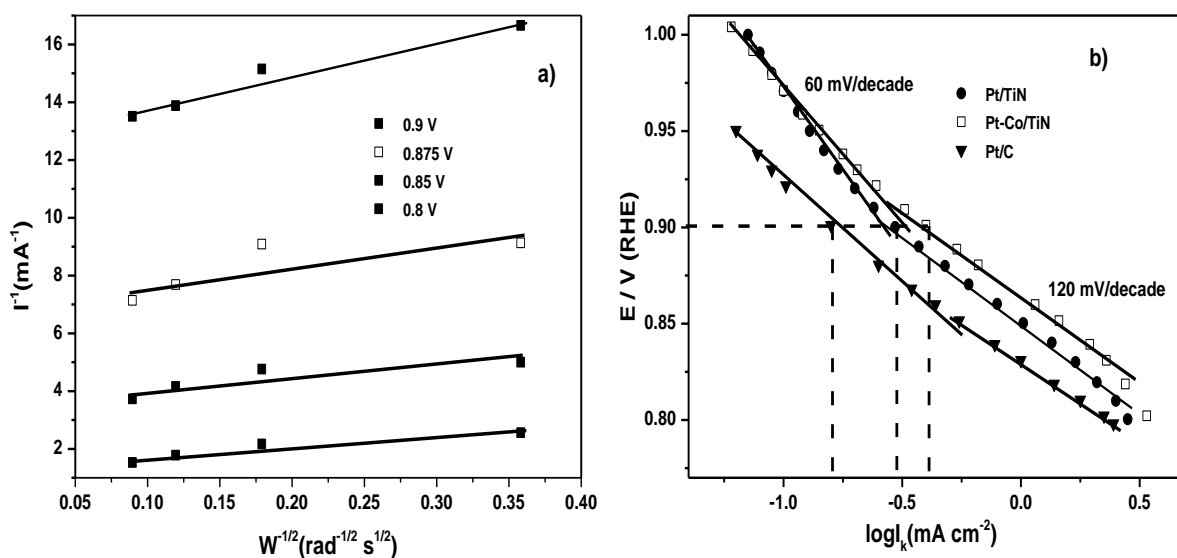 a)
16
14
12
10
8
6
4
2
I⁻¹(mA⁻¹)
0.9 V
0.875 V
0.85 V
0.8 V
0.05 0.10 0.15 0.20 0.25 0.30 0.35 0.40
W⁻¹/²(rad⁻¹/² s¹/²)
b)
1.00
0.95
0.90
0.85
0.80
E / V (RHE)
60 mV/decade
Pt/TiN
Pt-Co/TiN
Pt/C
120 mV/decade
-1.0 -0.5 0.0 0.5
logIₖ(mA cm⁻²)